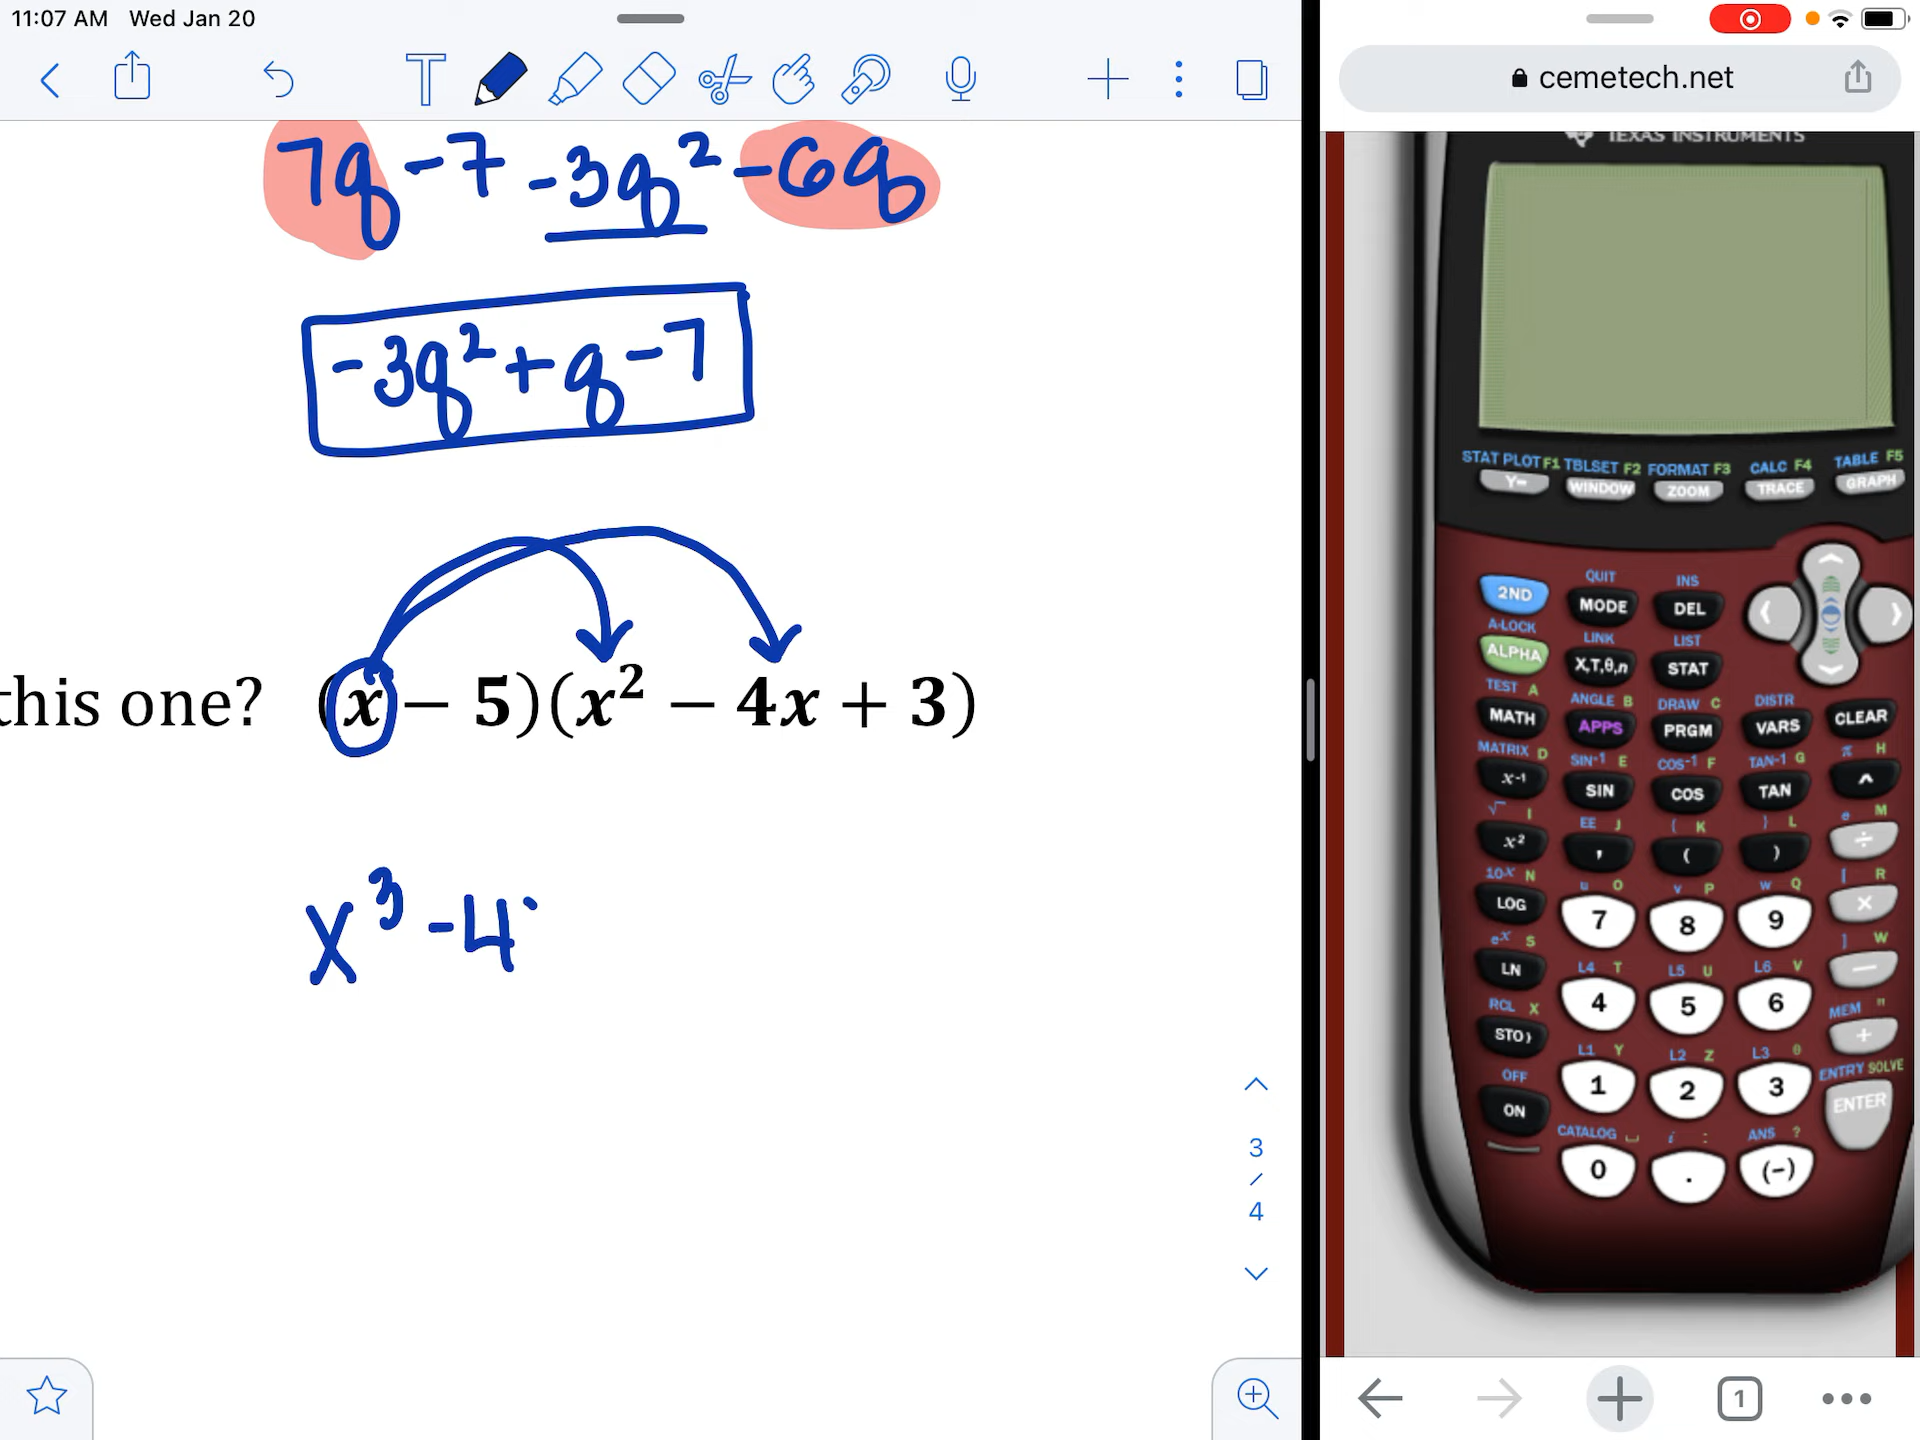 11:07 AM Wed Jan 20
cemetech.net
T
7q -7 -3q² -6q
-3q² + q -7
this one? (x − 5)(x² − 4x + 3)
x³ -4
3
/
4
TEXAS INSTRUMENTS
STAT PLOT F1 TBLSET F2 FORMAT F3 CALC F4 TABLE F5
Y= WINDOW ZOOM TRACE GRAPH
QUIT INS
2ND MODE DEL
A-LOCK LINK LIST
ALPHA X,T,θ,n STAT
TEST A ANGLE B DRAW C DISTR
MATH APPS PRGM VARS CLEAR
MATRIX D SIN⁻¹ E COS⁻¹ F TAN⁻¹ G π H
x⁻¹ SIN COS TAN ^
√ I EE J { K } L e M
x² , ( ) ÷
10ˣ N u O v P w Q [ R
LOG 7 8 9 ×
eˣ S L4 T L5 U L6 V ] W
LN 4 5 6 −
RCL X L1 Y L2 Z L3 θ MEM "
STO⟩ 1 2 3 +
OFF ENTRY SOLVE
ON ENTER
CATALOG ⎵ i : ANS ?
0 . (-)
1